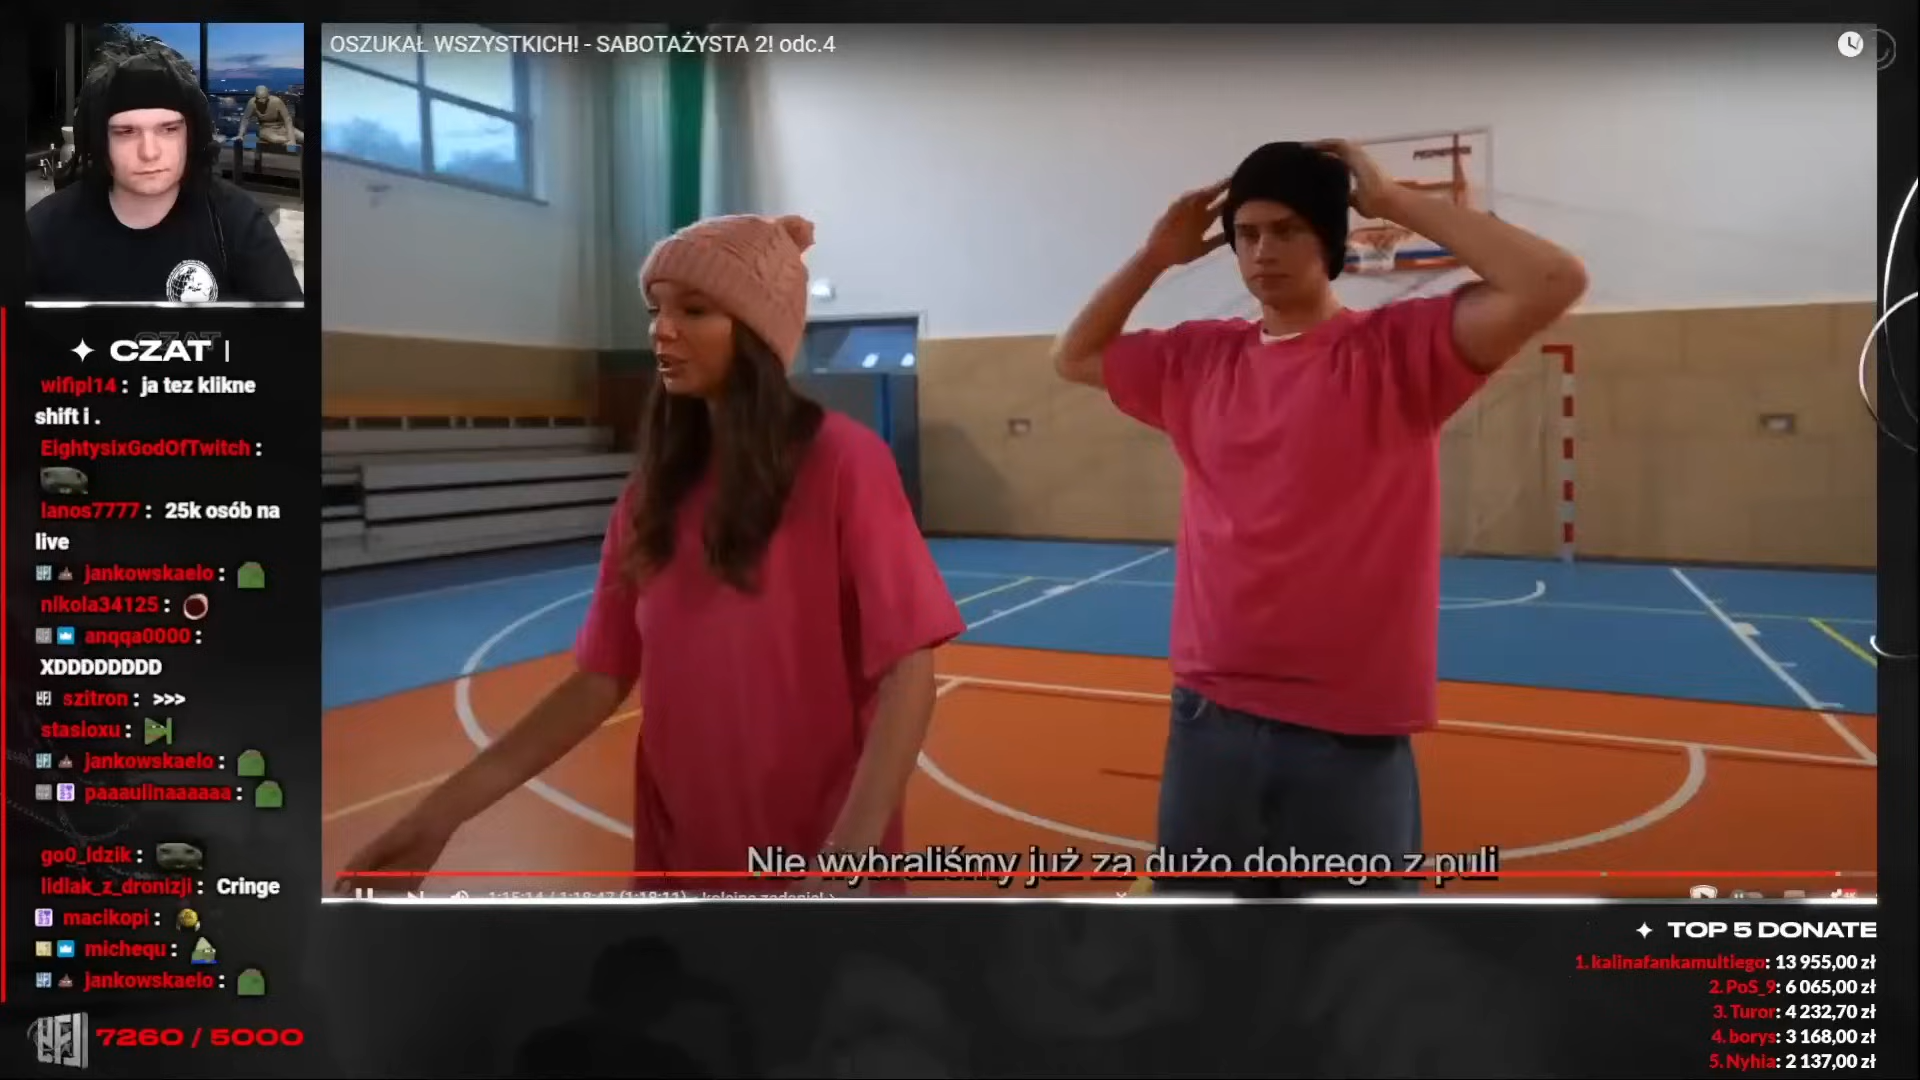 OSZUKAŁ WSZYSTKICH! - SABOTAŻYSTA 2! odc.4
CZAT |
wifipl14 : ja tez klikne
shift i .
EightysixGodOfTwitch :
lanos7777 : 25k osób na
live
jankowskaelo :
nikola34125 :
anqqa0000 :
XDDDDDDDD
szitron : >>>
stasioxu :
jankowskaelo :
paaaulinaaaaaa :
go0_ldzik :
lidlak_z_dronizji : Cringe
macikopi :
michequ :
jankowskaelo :
7260 / 5000
Nie wybraliśmy już za dużo dobrego z puli
TOP 5 DONATE
1. kalinafankamultiego: 13 955,00 zł
2. PoS_9: 6 065,00 zł
3. Turor: 4 232,70 zł
4. borys: 3 168,00 zł
5. Nyhia: 2 137,00 zł